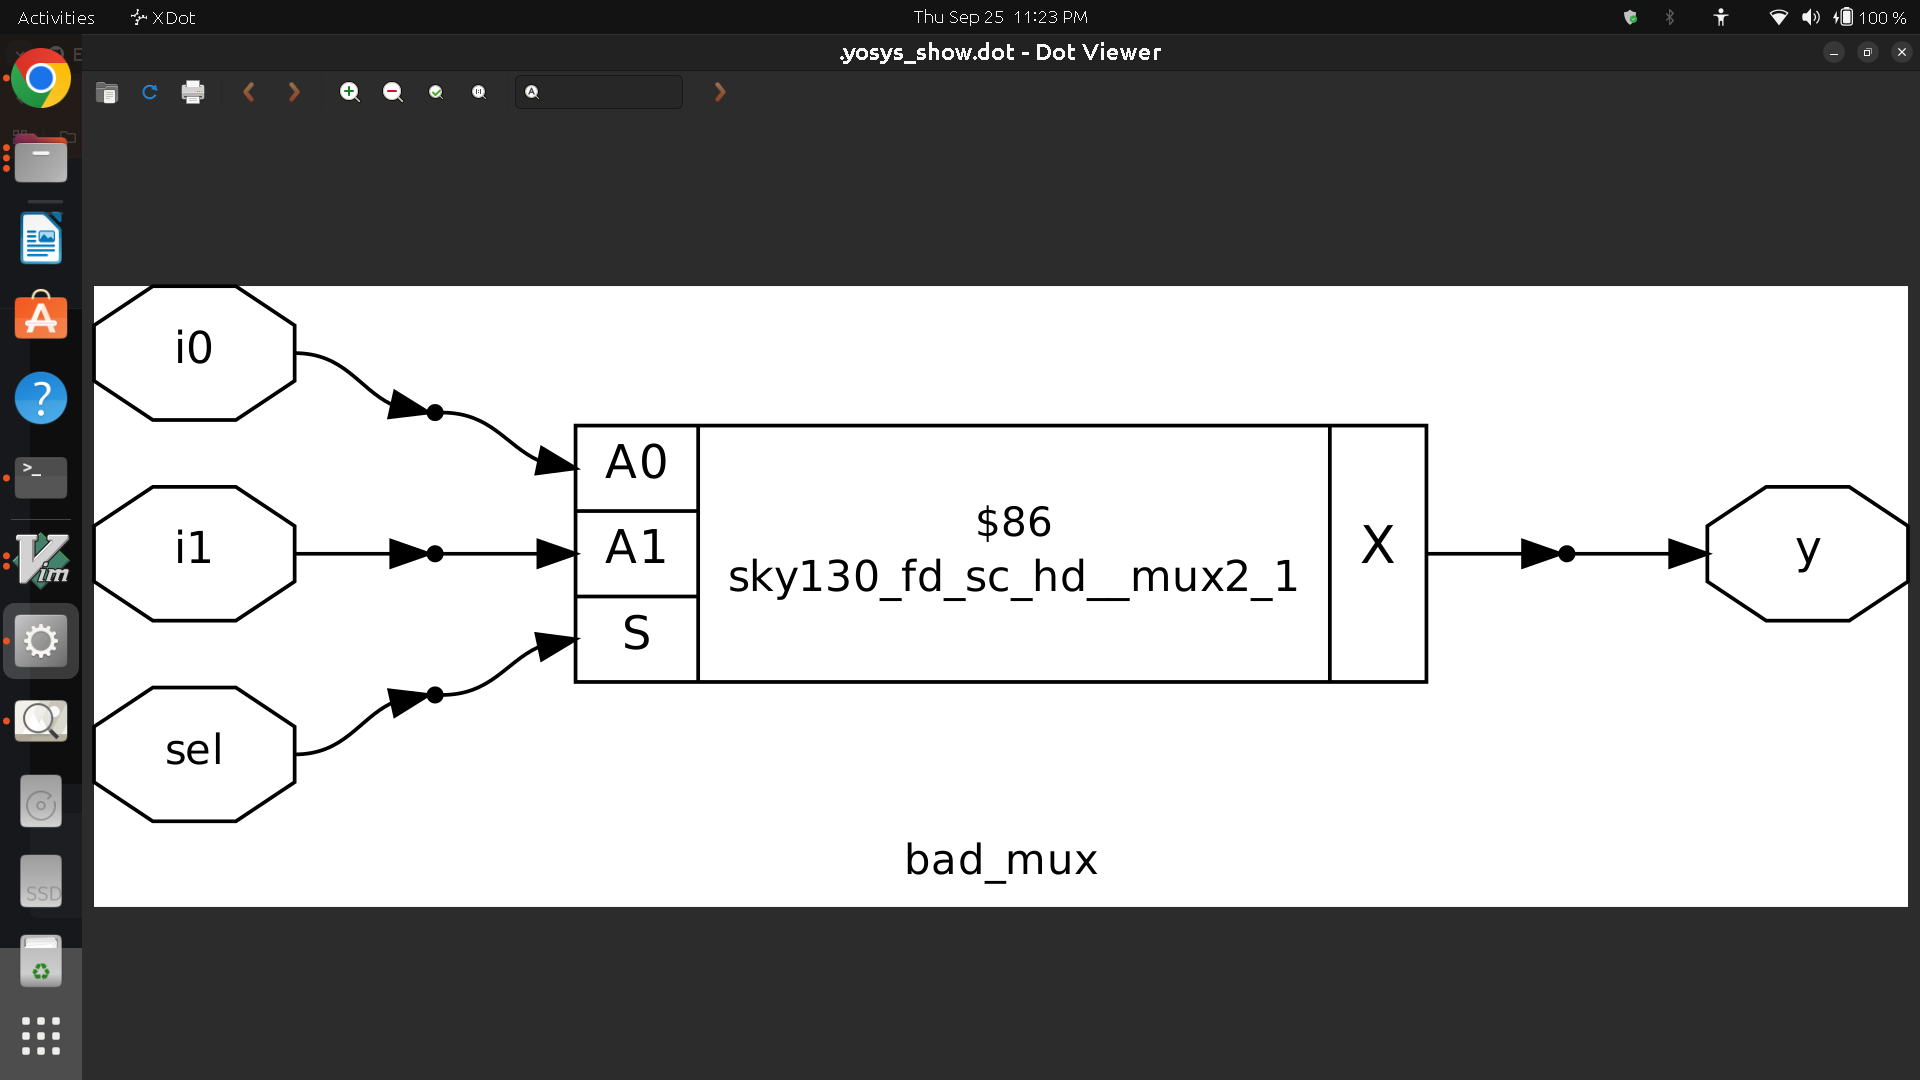 Activities
XDot
Thu Sep 25 11:23 PM
100 %
.yosys_show.dot - Dot Viewer
i0
i1
sel
A0
A1
S
$86
sky130_fd_sc_hd__mux2_1
X
y
bad_mux
>_
?
Vim
SSD